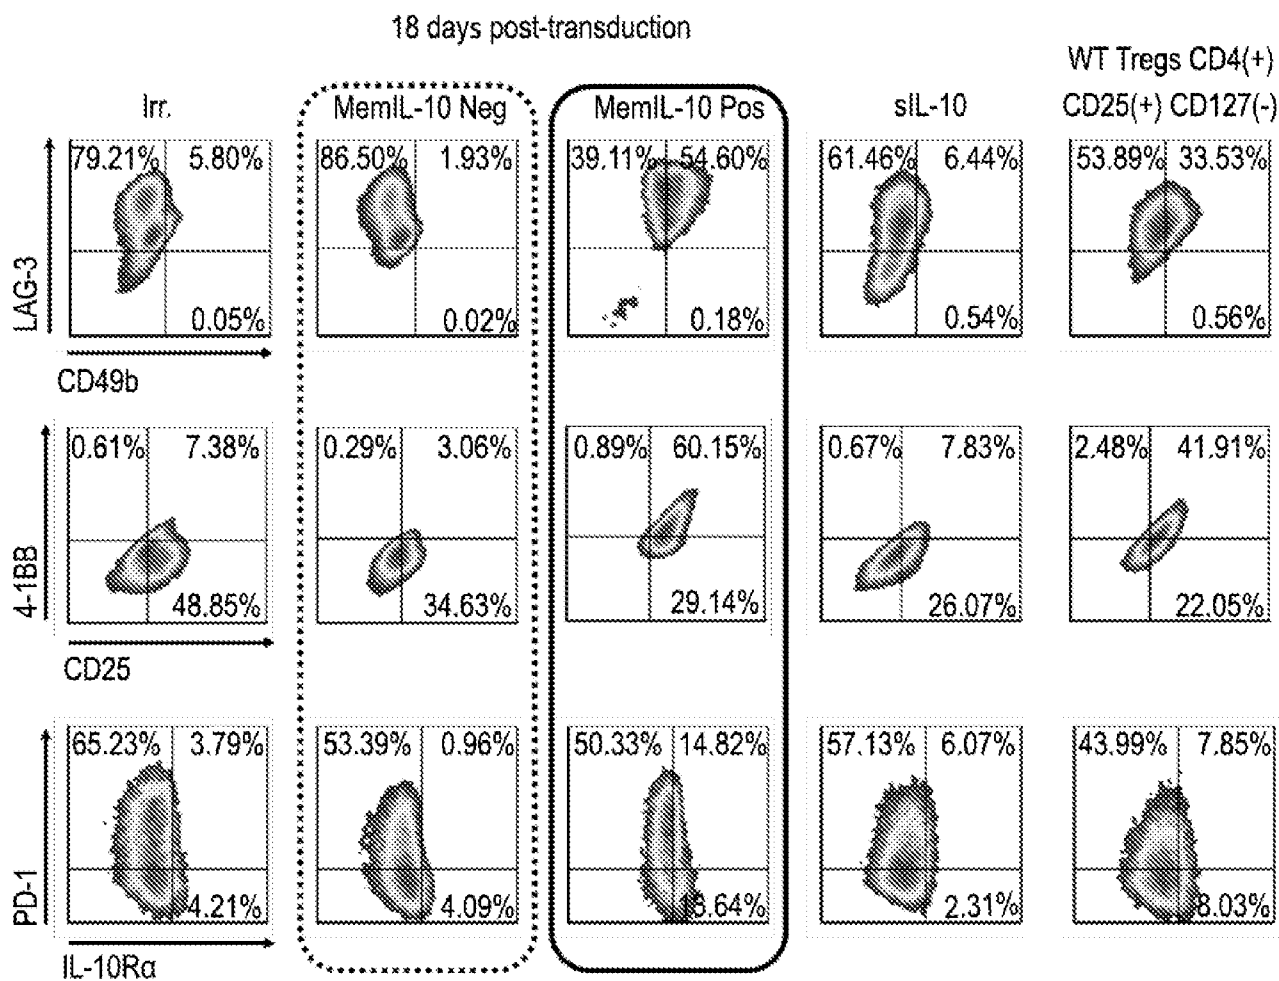 18 days post-transduction
WT Tregs CD4(+)
Irr. MemIL-10 Neg MemIL-10 Pos sIL-10 CD25(+) CD127(-)
79.21% 5.80% 86.50% 1.93% 39.11% 54.60% 61.46% 6.44% 53.89% 33.53%
LAG-3
0.05% 0.02% 0.18% 0.54% 0.56%
CD49b
0.61% 7.38% 0.29% 3.06% 0.89% 60.15% 0.67% 7.83% 2.48% 41.91%
4-1BB
48.85% 34.63% 29.14% 26.07% 22.05%
CD25
65.23% 3.79% 53.39% 0.96% 50.33% 14.82% 57.13% 6.07% 43.99% 7.85%
PD-1
4.21% 4.09% 2.31% 8.03%
IL-10Rα